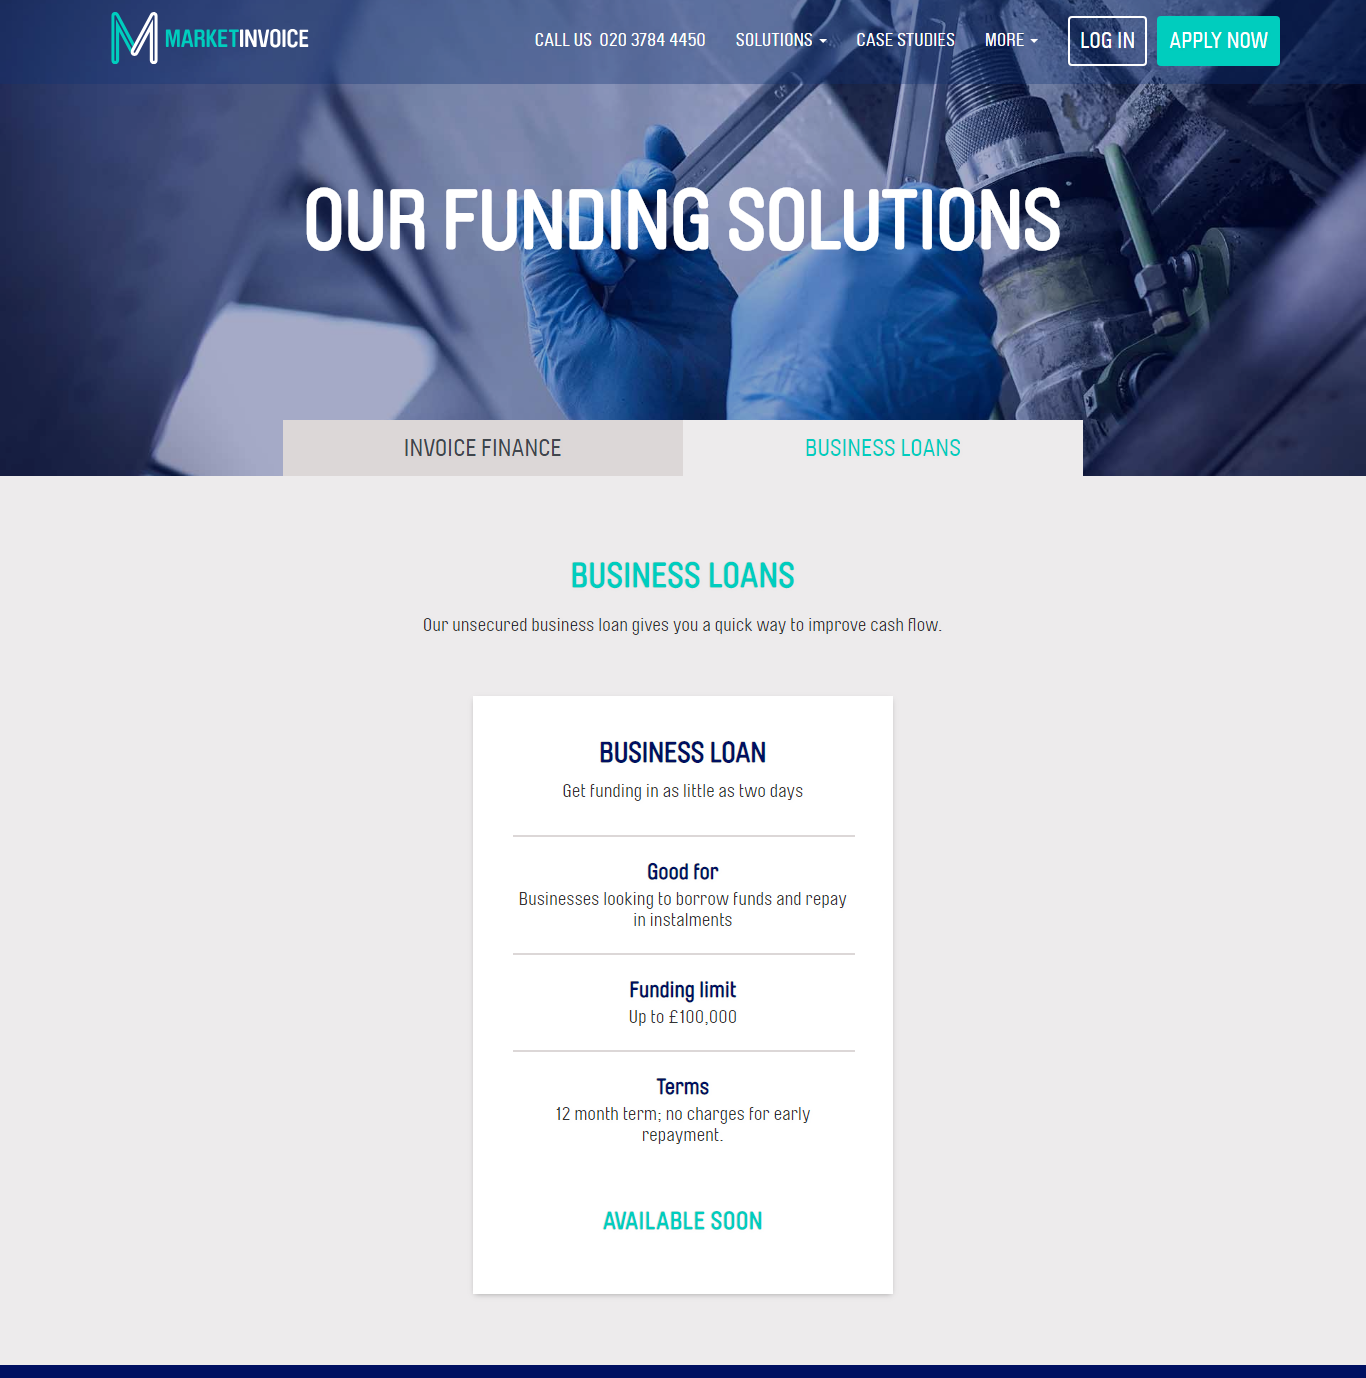 MARKETINVOICE
CALL US 020 3784 4450
SOLUTIONS
CASE STUDIES
MORE
LOG IN
APPLY NOW
OUR FUNDING SOLUTIONS
INVOICE FINANCE
BUSINESS LOANS
BUSINESS LOANS
Our unsecured business loan gives you a quick way to improve cash flow.
BUSINESS LOAN
Get funding in as little as two days
Good for
Businesses looking to borrow funds and repay
in instalments
Funding limit
Up to £100,000
Terms
12 month term; no charges for early
repayment.
AVAILABLE SOON